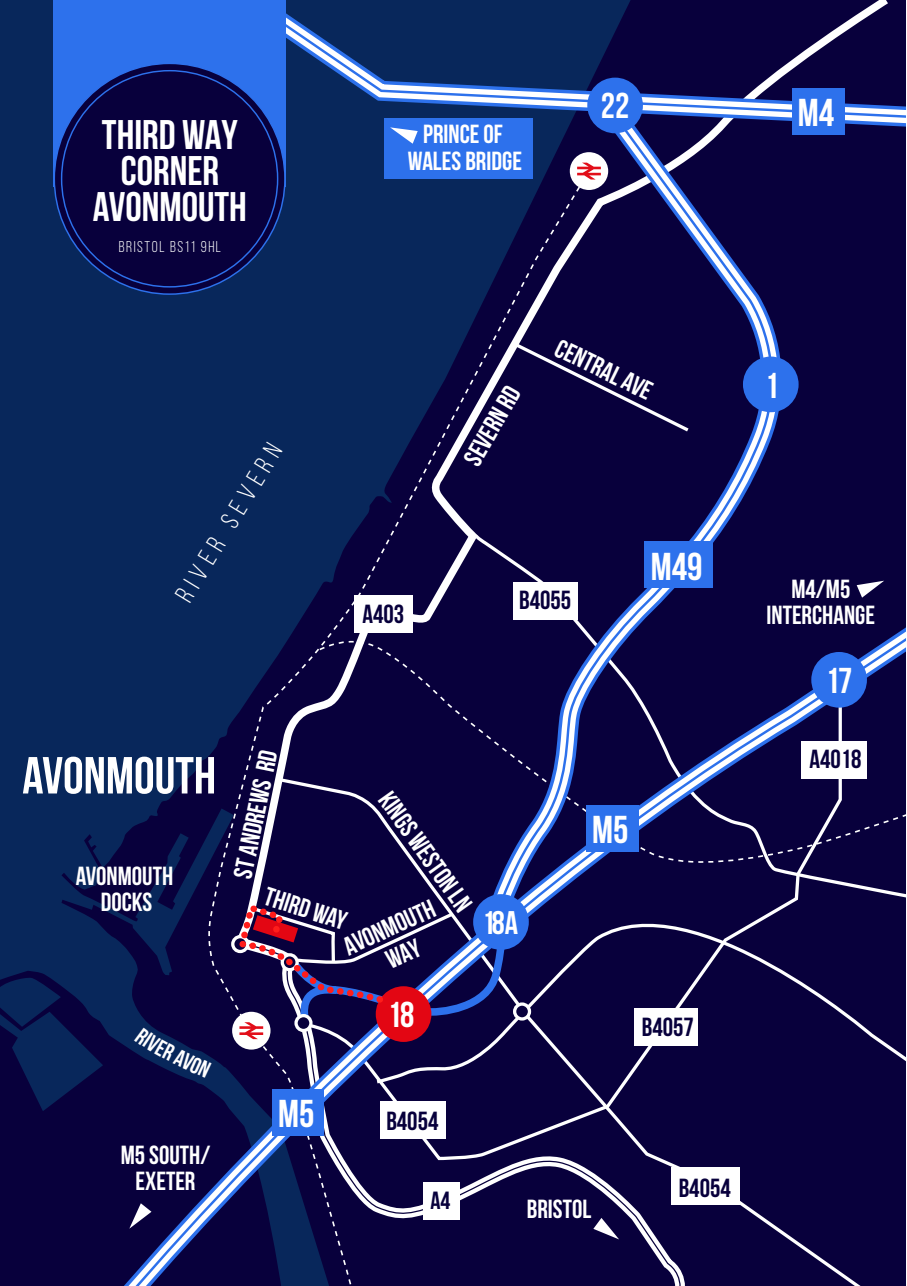 THIRD WAY
CORNER
AVONMOUTH
BRISTOL BS11 9HL
22
M4
PRINCE OF
WALES BRIDGE
CENTRAL AVE
1
SEVERN RD
RIVER SEVERN
M49
A403
B4055
M4/M5
INTERCHANGE
17
A4018
AVONMOUTH
ST ANDREWS RD
KINGS WESTON LN
M5
AVONMOUTH
DOCKS
THIRD WAY
AVONMOUTH
WAY
18A
18
RIVER AVON
B4057
M5
B4054
M5 SOUTH/
EXETER
A4
BRISTOL
B4054